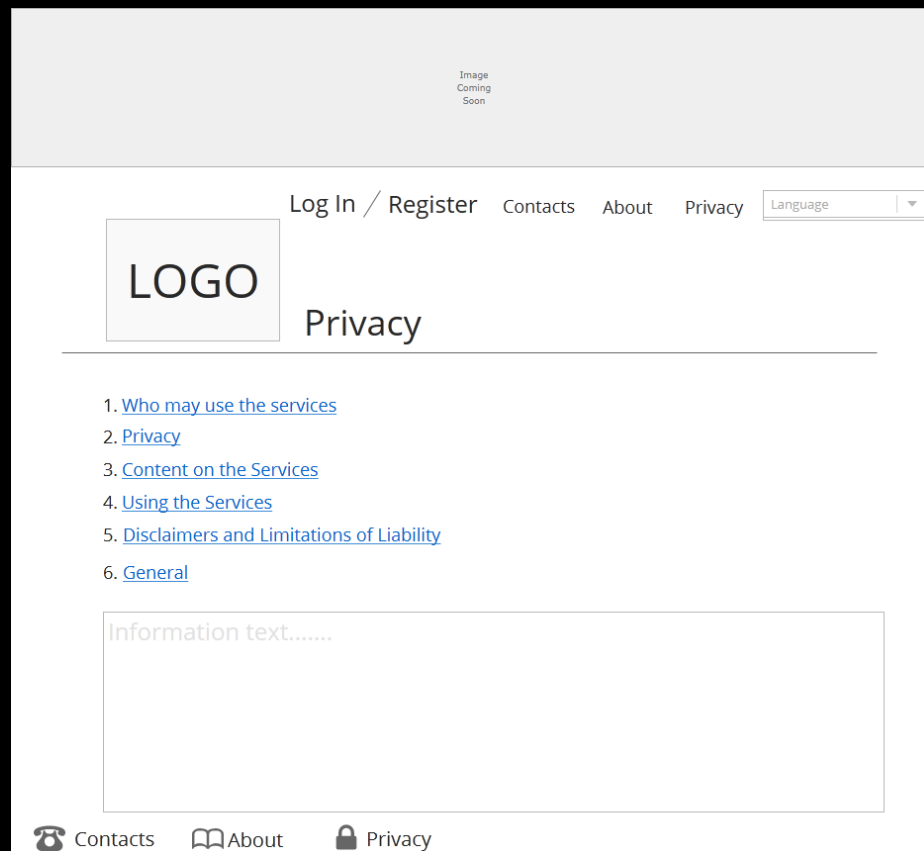 Image
Coming
Soon
Log In / Register Contacts About Privacy Language
LOGO
Privacy
1. Who may use the services
2. Privacy
3. Content on the Services
4. Using the Services
5. Disclaimers and Limitations of Liability
6. General
Information text.......
Contacts About Privacy